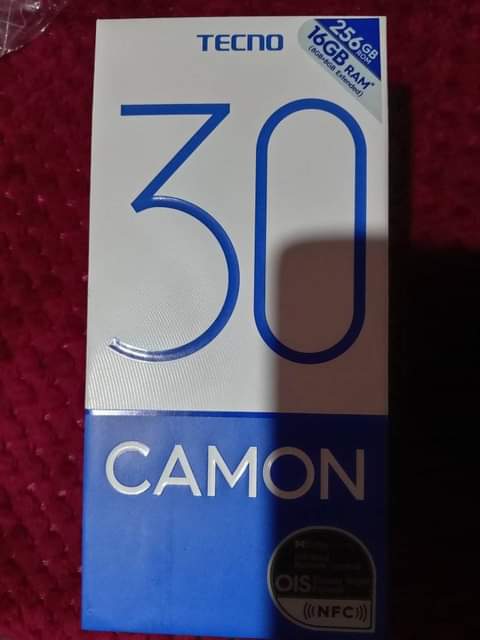 TECNO
256GB
ROM
16GB RAM*
(8GB+8GB Extended)
30
CAMON
OIS
NFC